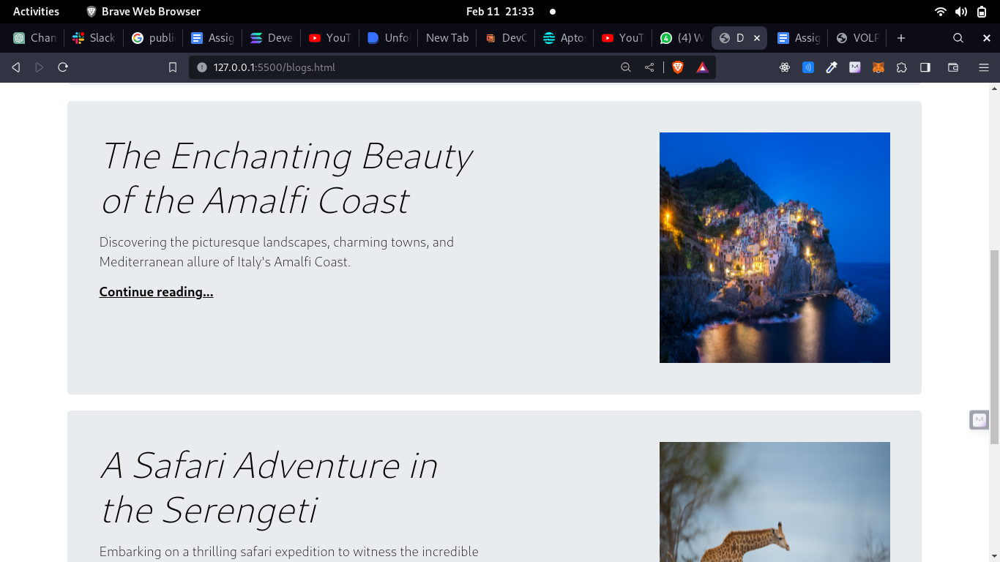 Activities Brave Web Browser Feb 11 21:33
Chan Slack public Assig Deve YouT Unfo New Tab DevC Aptos YouT (4) W D Assig VOLP
127.0.0.1:5500/blogs.html
The Enchanting Beauty
of the Amalfi Coast
Discovering the picturesque landscapes, charming towns, and
Mediterranean allure of Italy's Amalfi Coast.
Continue reading...
A Safari Adventure in
the Serengeti
Embarking on a thrilling safari expedition to witness the incredible